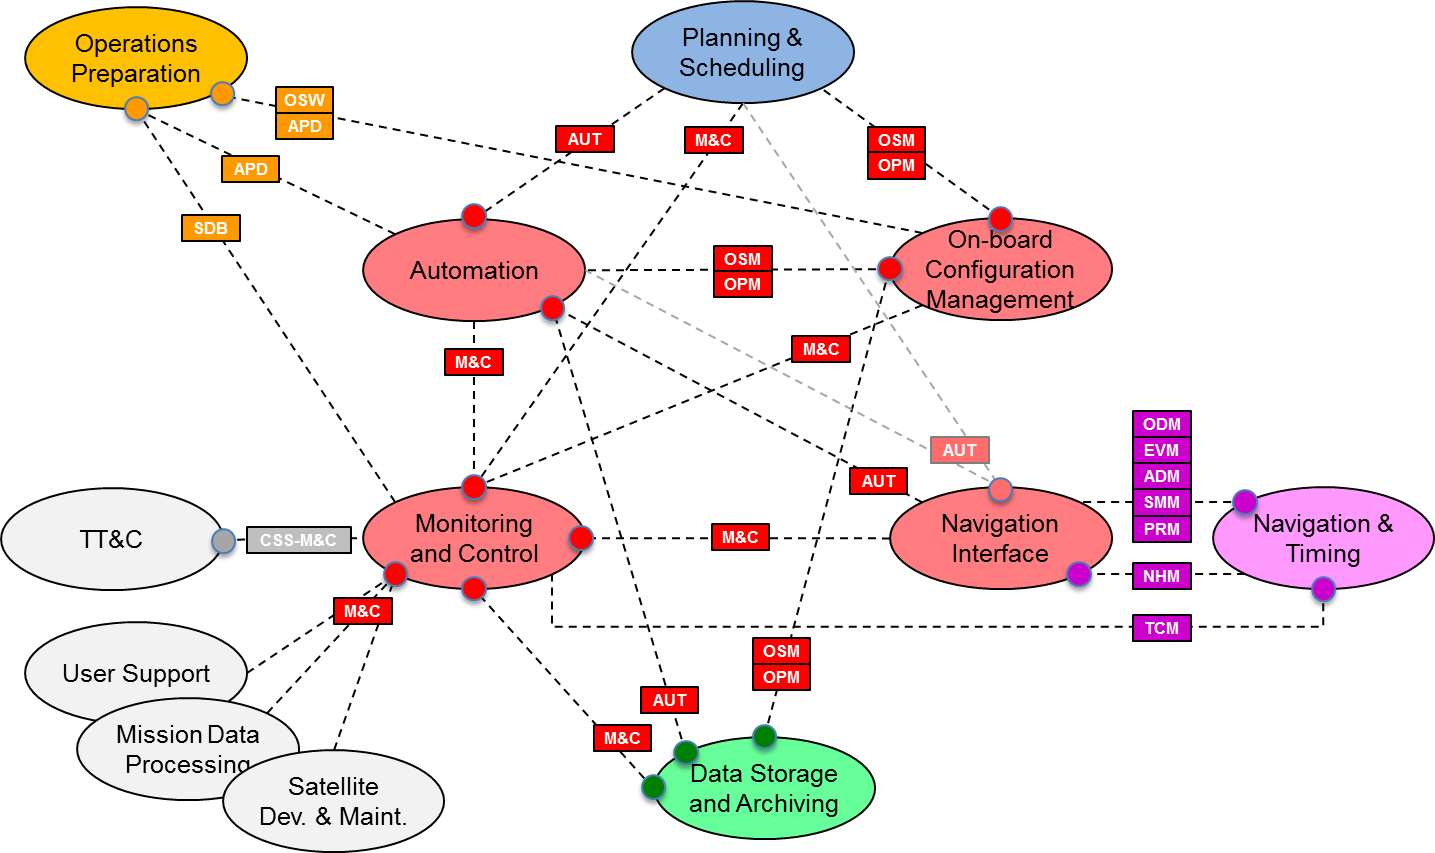 Operations
Preparation
Planning &
Scheduling
OSW
APD
AUT
M&C
OSM
OPM
APD
SDB
Automation
OSM
OPM
On-board
Configuration
Management
M&C
M&C
ODM
EVM
ADM
SMM
PRM
AUT
AUT
TT&C
CSS-M&C
Monitoring
and Control
M&C
Navigation
Interface
Navigation &
Timing
NHM
TCM
M&C
User Support
OSM
OPM
AUT
Mission Data
Processing
M&C
Satellite
Dev. & Maint.
Data Storage
and Archiving